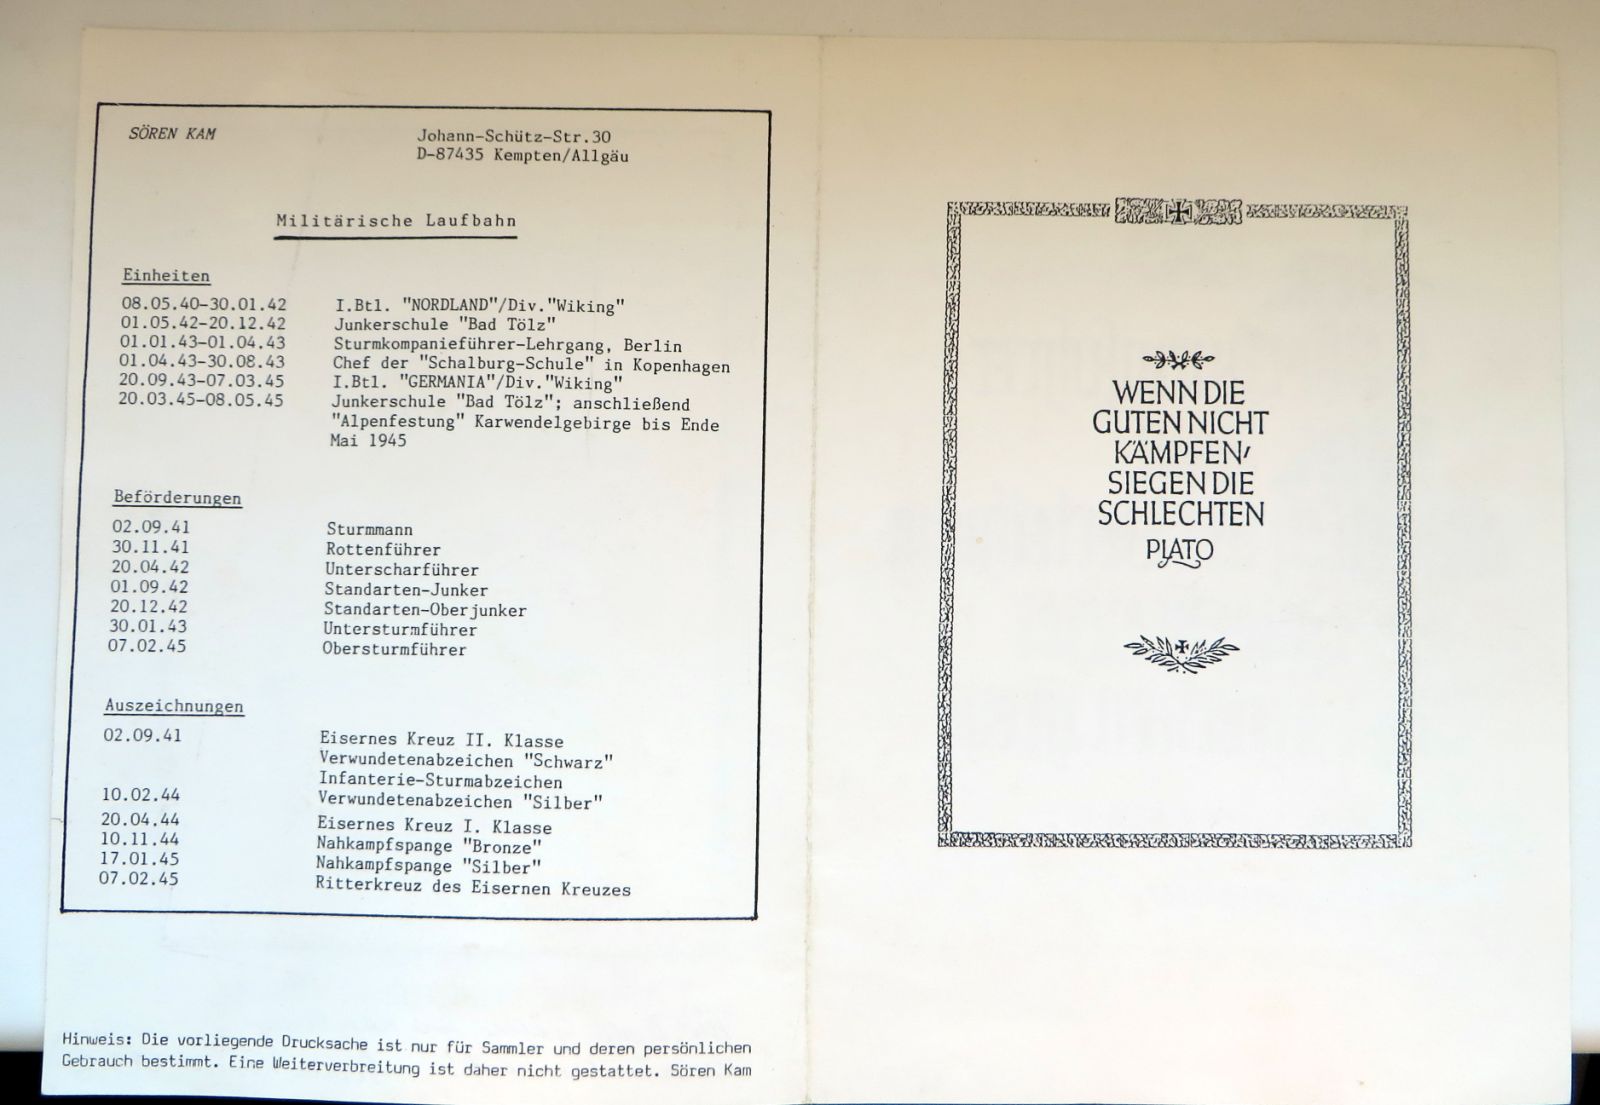 SÖREN KAM
Johann-Schütz-Str.30
D-87435 Kempten/Allgäu
Militärische Laufbahn
Einheiten
08.05.40-30.01.42 I.Btl. "NORDLAND"/Div."Wiking"
01.05.42-20.12.42 Junkerschule "Bad Tölz"
01.01.43-01.04.43 Sturmkompanieführer-Lehrgang, Berlin
01.04.43-30.08.43 Chef der "Schalburg-Schule" in Kopenhagen
20.09.43-07.03.45 I.Btl. "GERMANIA"/Div."Wiking"
20.03.45-08.05.45 Junkerschule "Bad Tölz"; anschließend
"Alpenfestung" Karwendelgebirge bis Ende
Mai 1945
Beförderungen
02.09.41 Sturmmann
30.11.41 Rottenführer
20.04.42 Unterscharführer
01.09.42 Standarten-Junker
20.12.42 Standarten-Oberjunker
30.01.43 Untersturmführer
07.02.45 Obersturmführer
Auszeichnungen
02.09.41 Eisernes Kreuz II. Klasse
Verwundetenabzeichen "Schwarz"
Infanterie-Sturmabzeichen
10.02.44 Verwundetenabzeichen "Silber"
20.04.44 Eisernes Kreuz I. Klasse
10.11.44 Nahkampfspange "Bronze"
17.01.45 Nahkampfspange "Silber"
07.02.45 Ritterkreuz des Eisernen Kreuzes
Hinweis: Die vorliegende Drucksache ist nur für Sammler und deren persönlichen
Gebrauch bestimmt. Eine Weiterverbreitung ist daher nicht gestattet. Sören Kam
WENN DIE
GUTEN NICHT
KÄMPFEN,
SIEGEN DIE
SCHLECHTEN
PLATO